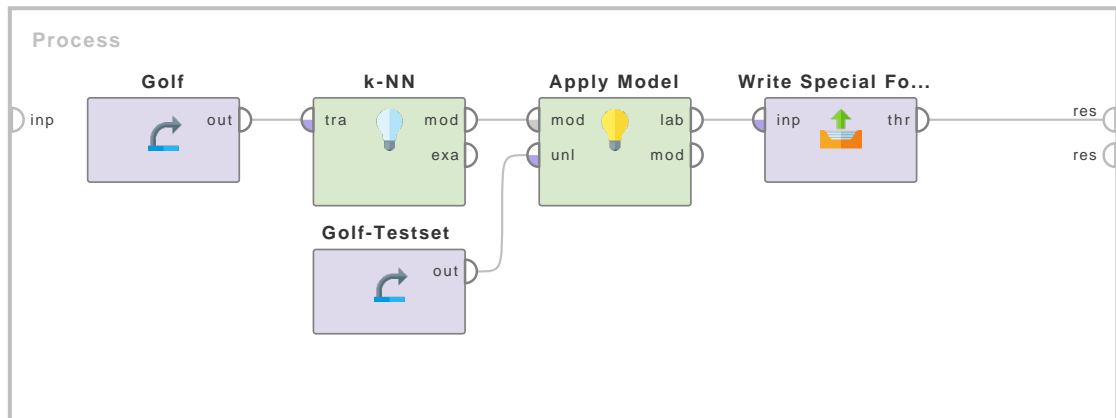 Process
Golf
k-NN
Apply Model
Write Special Fo...
inp
out
tra
mod
mod
lab
inp
thr
res
exa
unl
mod
res
Golf-Testset
out